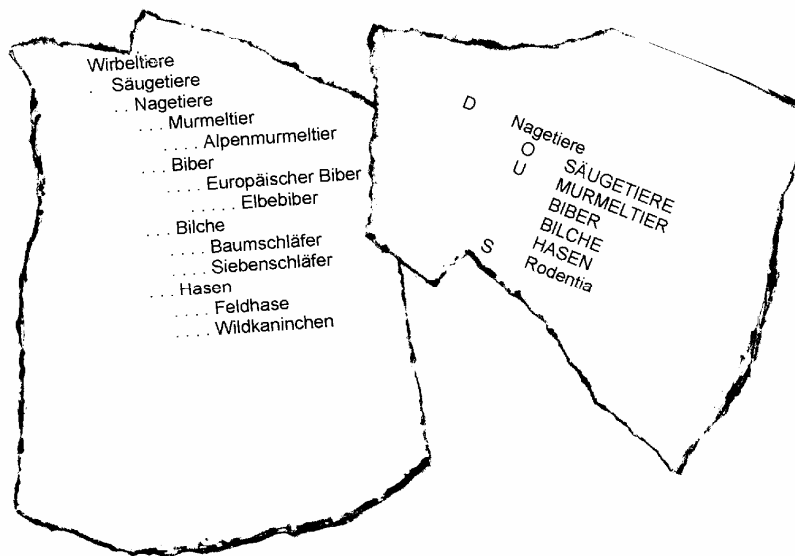 Wirbeltiere
. Säugetiere
. . Nagetiere
. . . Murmeltier
. . . . Alpenmurmeltier
. . . Biber
. . . . Europäischer Biber
. . . . . Elbebiber
. . . Bilche
. . . . Baumschläfer
. . . . Siebenschläfer
. . . Hasen
. . . . Feldhase
. . . . Wildkaninchen
D Nagetiere
O SÄUGETIERE
U MURMELTIER
BIBER
BILCHE
HASEN
S Rodentia